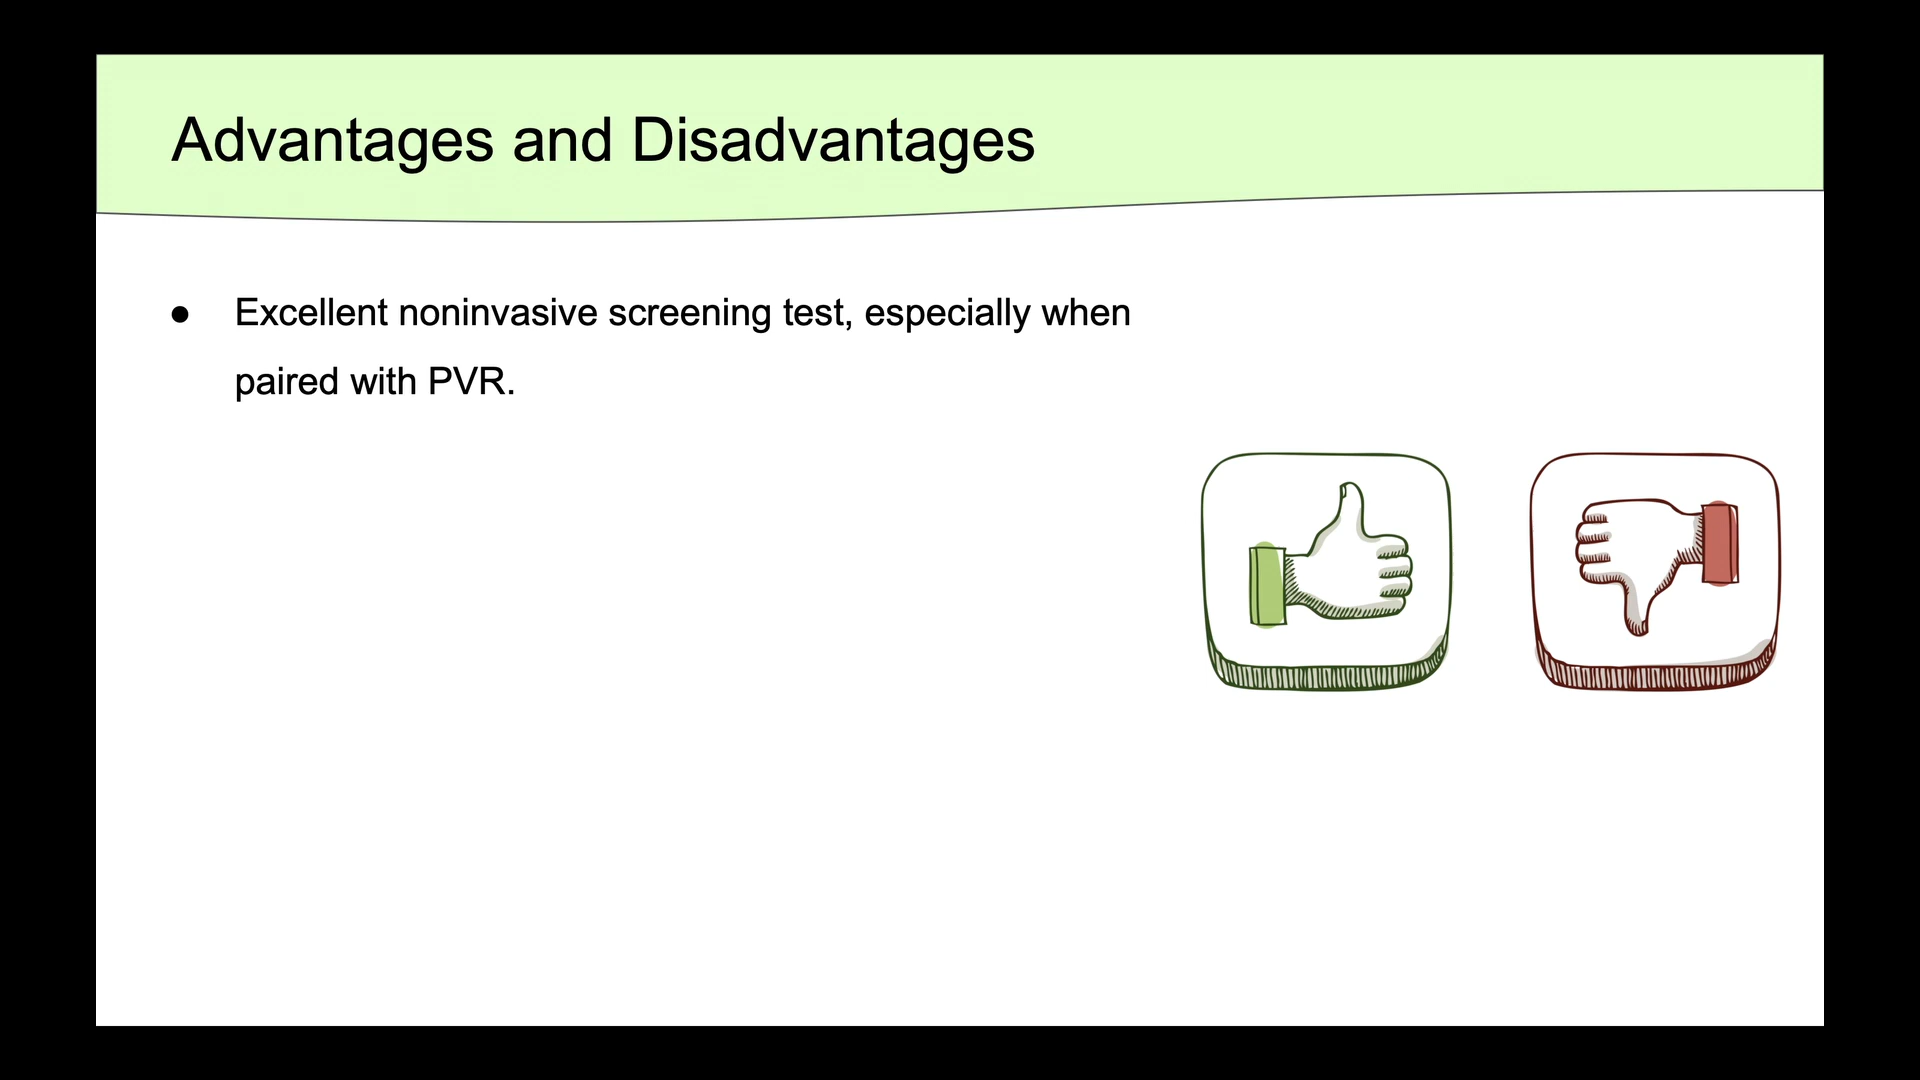 Advantages and Disadvantages
● Excellent noninvasive screening test, especially when
paired with PVR.